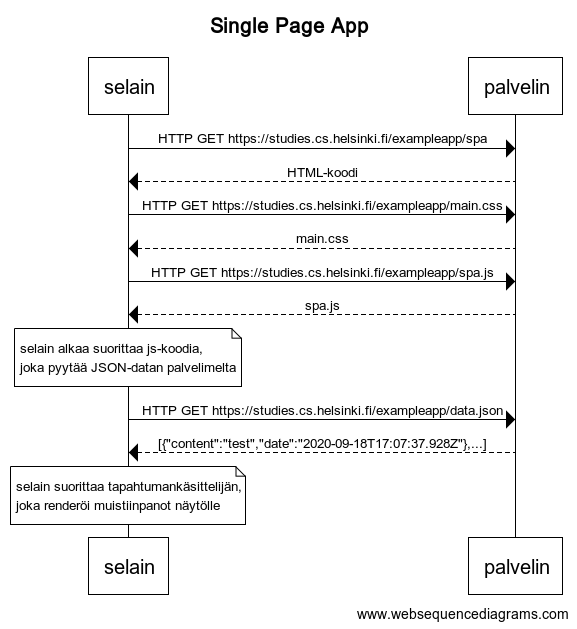 Single Page App
selain
palvelin
HTTP GET https://studies.cs.helsinki.fi/exampleapp/spa
HTML-koodi
HTTP GET https://studies.cs.helsinki.fi/exampleapp/main.css
main.css
HTTP GET https://studies.cs.helsinki.fi/exampleapp/spa.js
spa.js
selain alkaa suorittaa js-koodia,
joka pyytää JSON-datan palvelimelta
HTTP GET https://studies.cs.helsinki.fi/exampleapp/data.json
[{"content":"test","date":"2020-09-18T17:07:37.928Z"},...]
selain suorittaa tapahtumankäsittelijän,
joka renderöi muistiinpanot näytölle
selain
palvelin
www.websequencediagrams.com